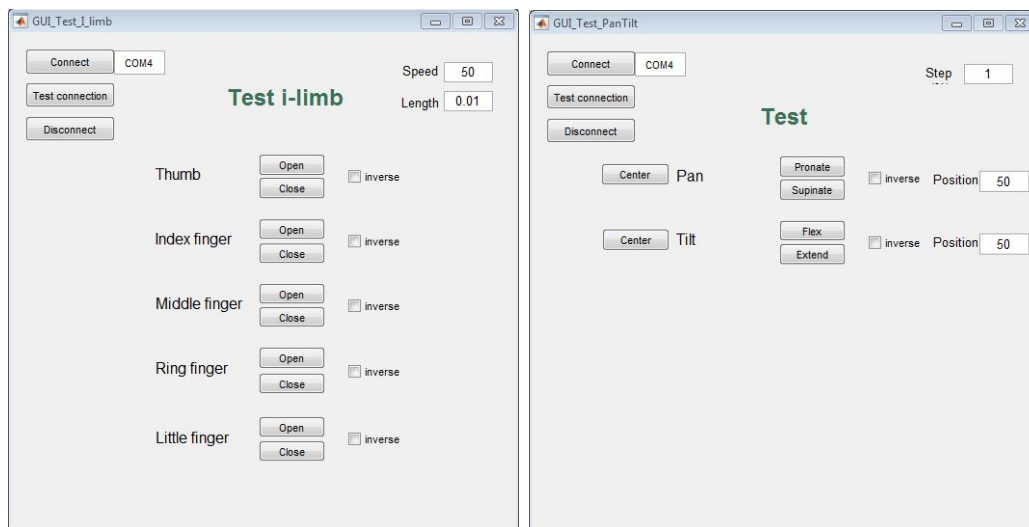 GUI_Test_I_limb
Connect COM4
Speed 50
Test connection
Test i-limb
Length 0.01
Disconnect
Thumb
Open
Close
inverse
Index finger
Open
Close
inverse
Middle finger
Open
Close
inverse
Ring finger
Open
Close
inverse
Little finger
Open
Close
inverse
GUI_Test_PanTilt
Connect COM4
Step 1
Test connection
Test
Disconnect
Center Pan
Pronate
Supinate
inverse Position 50
Center Tilt
Flex
Extend
inverse Position 50